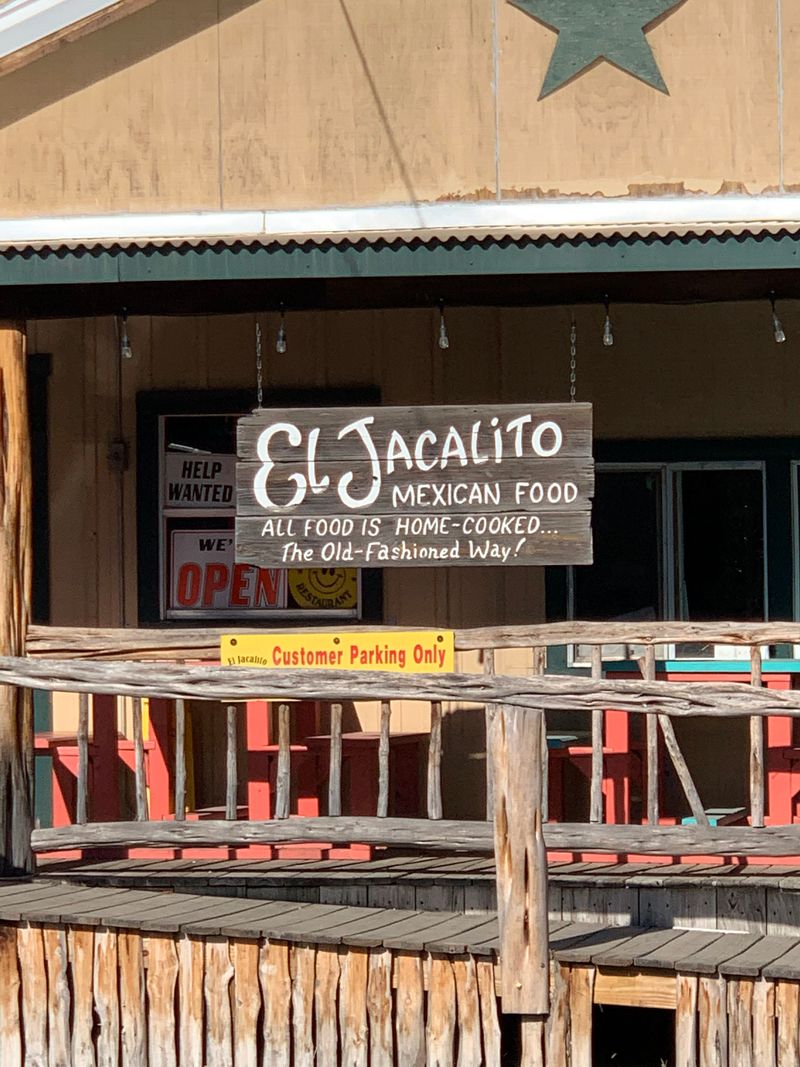 El Jacalito
MEXICAN FOOD
ALL FOOD IS HOME-COOKED...
The Old-Fashioned Way!
HELP
WANTED
WE'
OPEN
RESTAURANT
El Jacalito Customer Parking Only